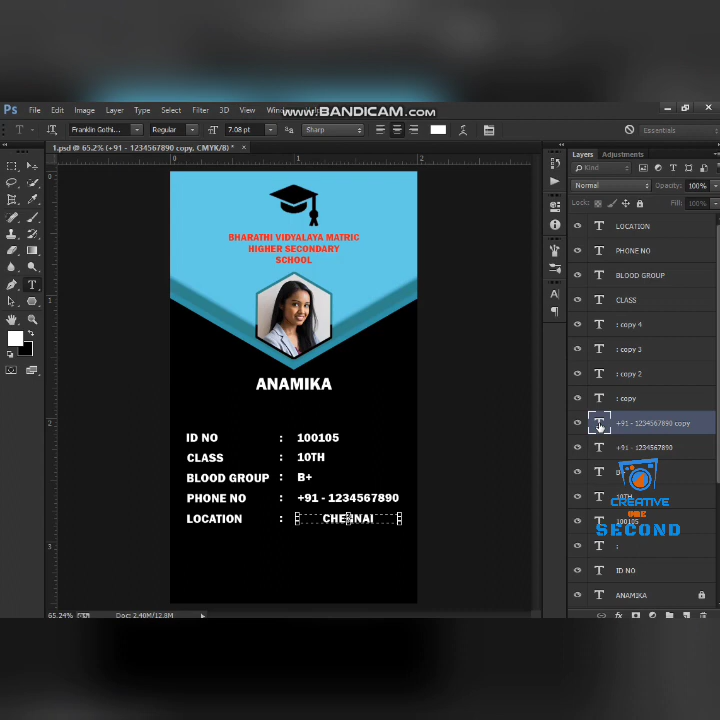 www.BANDICAM.com
Ps File Edit Image Layer Type Select Filter 3D View
Franklin Gothi... Regular 7.08 pt Sharp Essentials
1.psd @ 65.2% (+91 - 1234567890 copy, CMYK/8) *
BHARATHI VIDYALAYA MATRIC
HIGHER SECONDARY
SCHOOL
ANAMIKA
ID NO : 100105
CLASS : 10TH
BLOOD GROUP : B+
PHONE NO : +91 - 1234567890
LOCATION : CHENNAI
65.24% Doc: 2.40M/12.8M
Layers Adjustments
Kind
Normal Opacity: 100%
Lock: Fill: 100%
LOCATION
PHONE NO
BLOOD GROUP
CLASS
: copy 4
: copy 3
: copy 2
: copy
+91 - 1234567890 copy
+91 - 1234567890
10TH
100105
:
ID NO
ANAMIKA
CREATIVE
ONE
SECOND